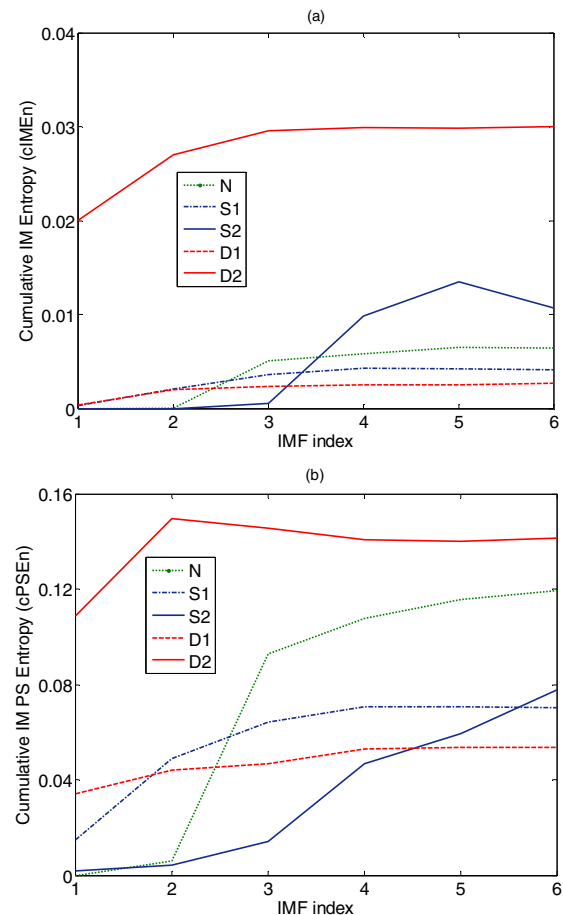 (a)
Cumulative IM Entropy (cIMEn)
0.04
0.03
0.02
0.01
0
N
S1
S2
D1
D2
1 2 3 4 5 6
IMF index
(b)
Cumulative IM PS Entropy (cPSEn)
0.16
0.12
0.08
0.04
0
N
S1
S2
D1
D2
1 2 3 4 5 6
IMF index